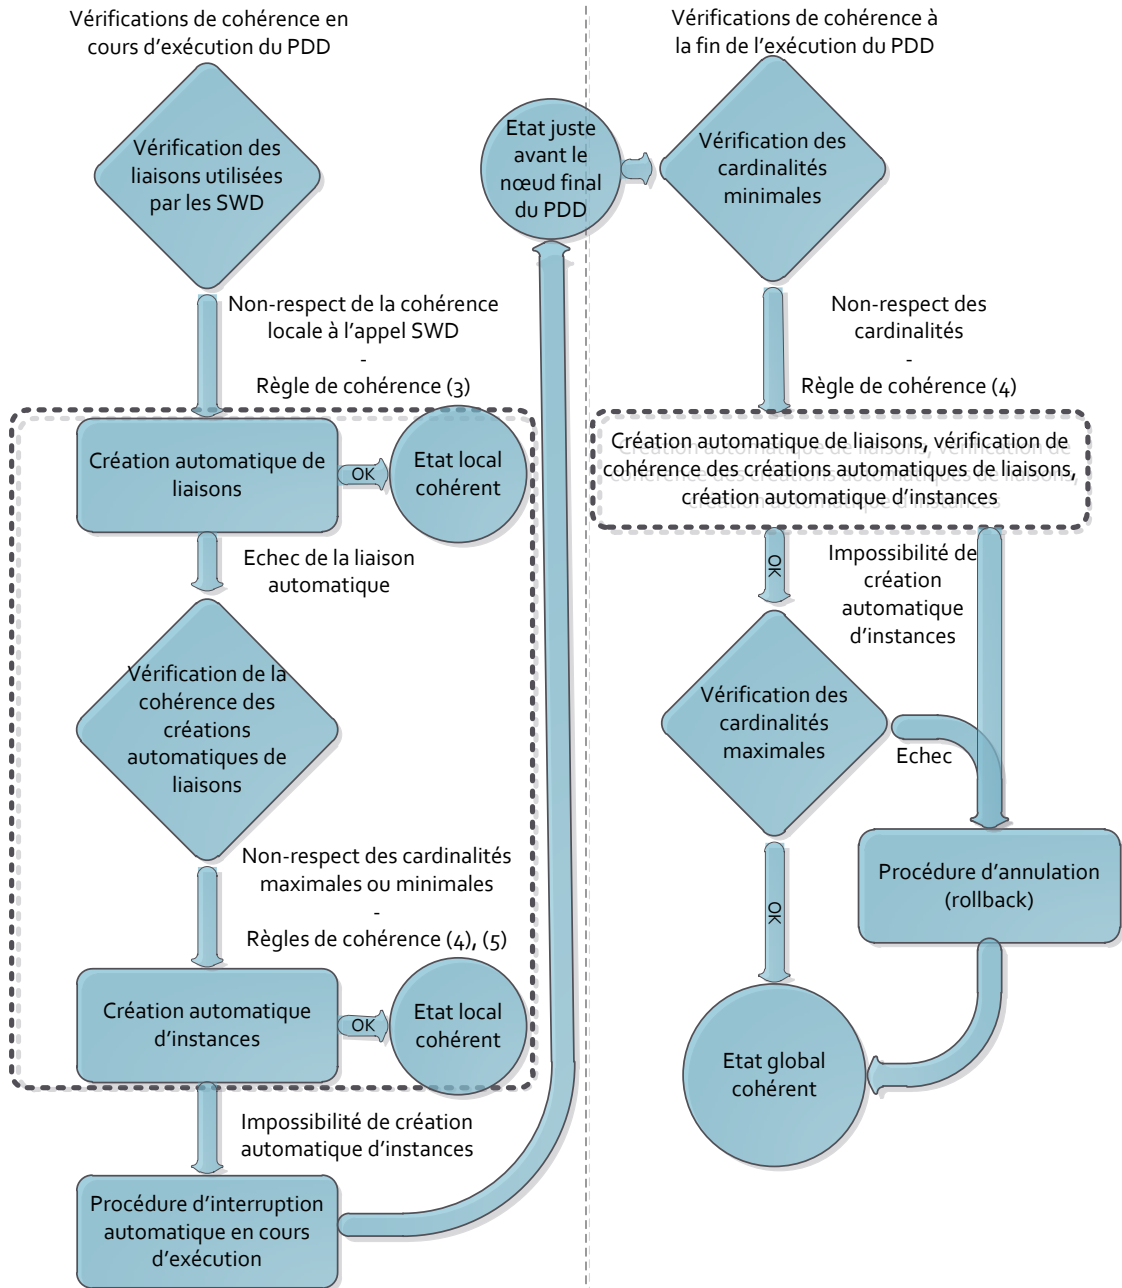 Vérifications de cohérence en
cours d'exécution du PDD
Vérification des
liaisons utilisées
par les SWD
Non-respect de la cohérence
locale à l'appel SWD
-
Règle de cohérence (3)
Création automatique de
liaisons
OK
Etat local
cohérent
Echec de la liaison
automatique
Vérification de la
cohérence des
créations
automatiques de
liaisons
Non-respect des cardinalités
maximales ou minimales
-
Règles de cohérence (4), (5)
Création automatique
d'instances
OK
Etat local
cohérent
Impossibilité de création
automatique d'instances
Procédure d'interruption
automatique en cours
d'exécution
Vérifications de cohérence à
la fin de l'exécution du PDD
Etat juste
avant le
nœud final
du PDD
Vérification des
cardinalités
minimales
Non-respect des
cardinalités
-
Règle de cohérence (4)
Création automatique de liaisons, vérification de
cohérence des créations automatiques de liaisons,
création automatique d'instances
OK
Impossibilité de
création
automatique
d'instances
Vérification des
cardinalités
maximales
Echec
OK
Procédure d'annulation
(rollback)
Etat global
cohérent